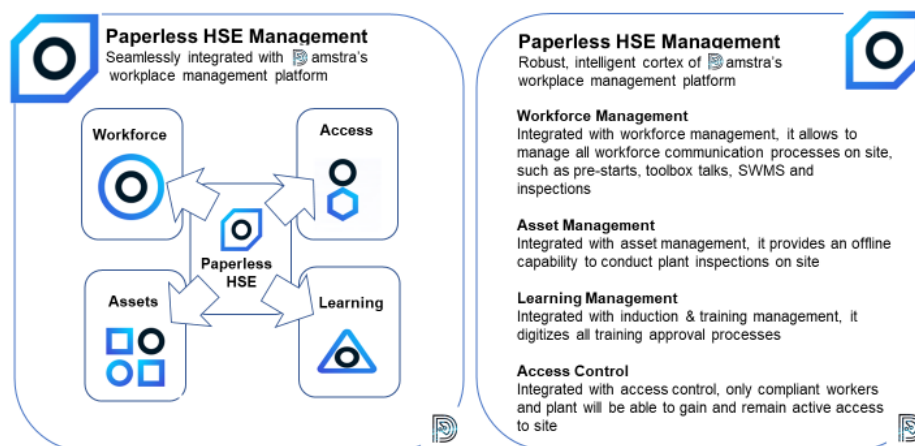 Paperless HSE Management
Seamlessly integrated with Damstra's
workplace management platform
Workforce
Access
Paperless
HSE
Assets
Learning
Paperless HSE Management
Robust, intelligent cortex of Damstra's
workplace management platform
Workforce Management
Integrated with workforce management, it allows to
manage all workforce communication processes on site,
such as pre-starts, toolbox talks, SWMS and
inspections
Asset Management
Integrated with asset management, it provides an offline
capability to conduct plant inspections on site
Learning Management
Integrated with induction & training management, it
digitizes all training approval processes
Access Control
Integrated with access control, only compliant workers
and plant will be able to gain and remain active access
to site